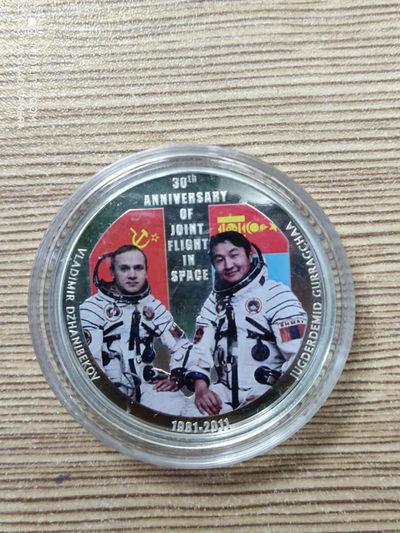 30TH
ANNIVERSARY
OF
JOINT
FLIGHT
IN
SPACE
VLADIMIR DZHANIBEKOV
JUGDERDEMID GURRAGCHAA
1981-2011